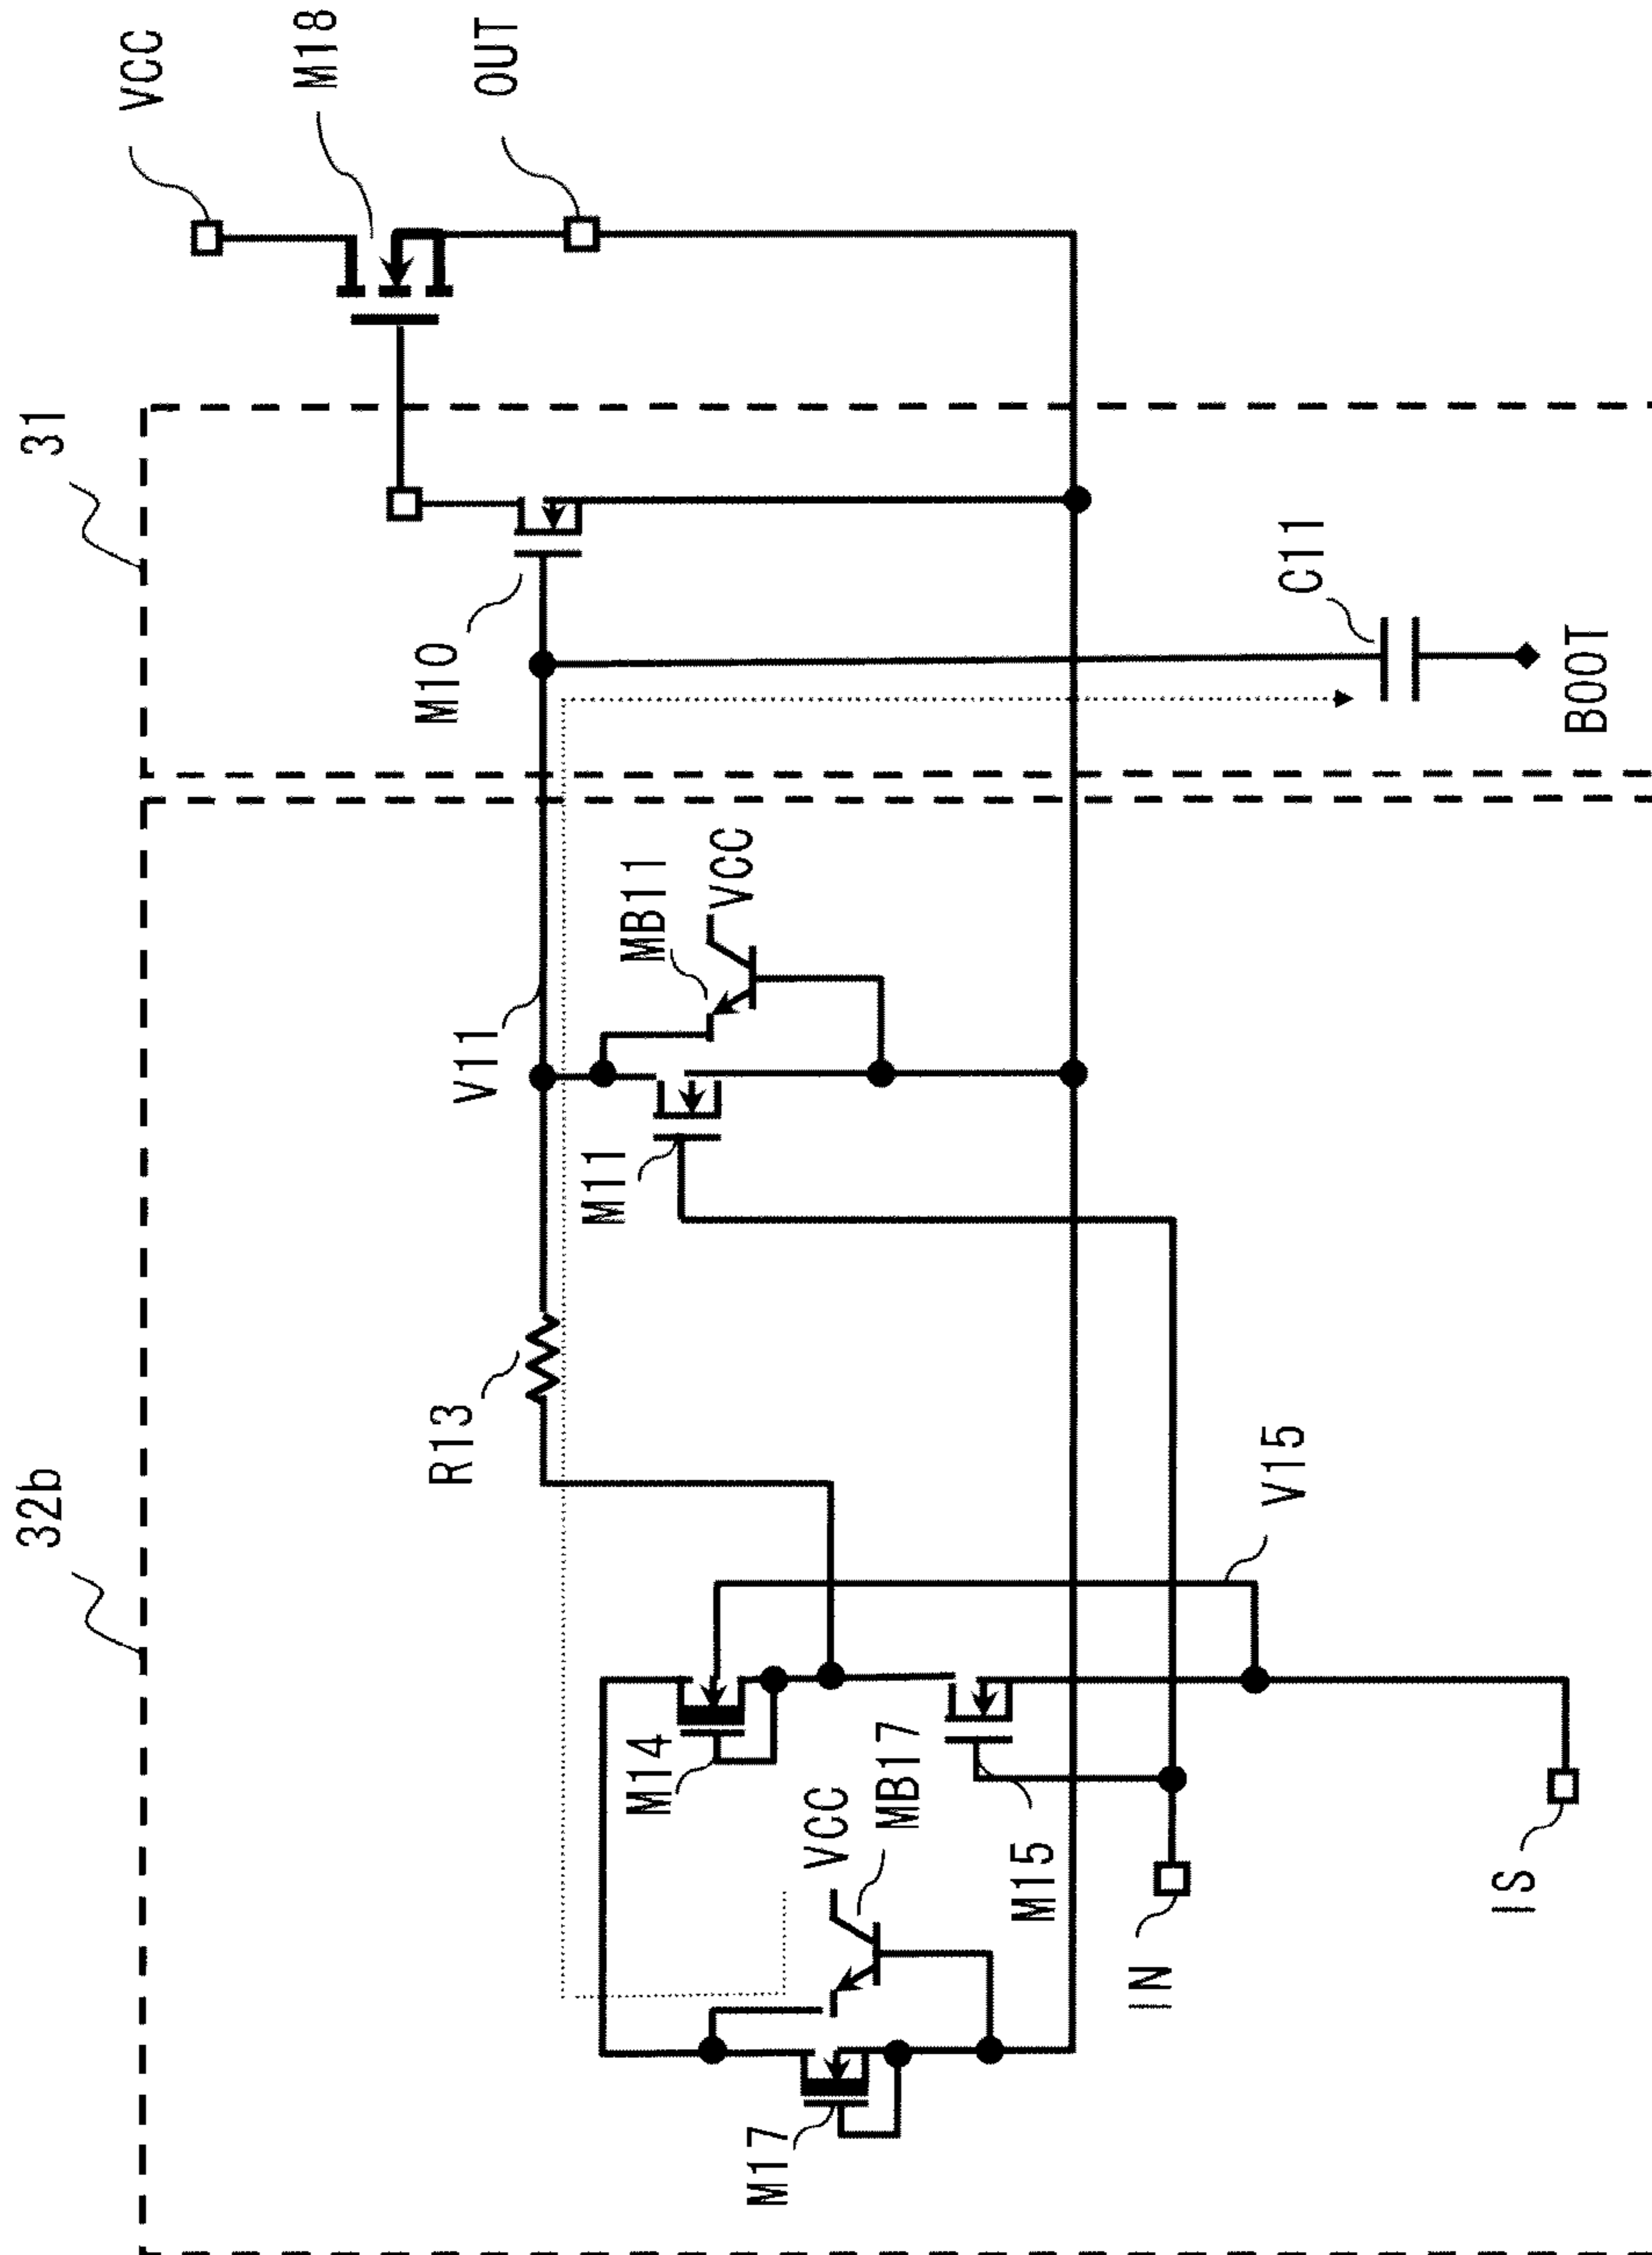 32b
31
VCC
M18
OUT
M10
C11
BOOT
V11
MB11
VCC
M11
R13
V15
M14
VCC
MB17
M15
M17
IN
IS